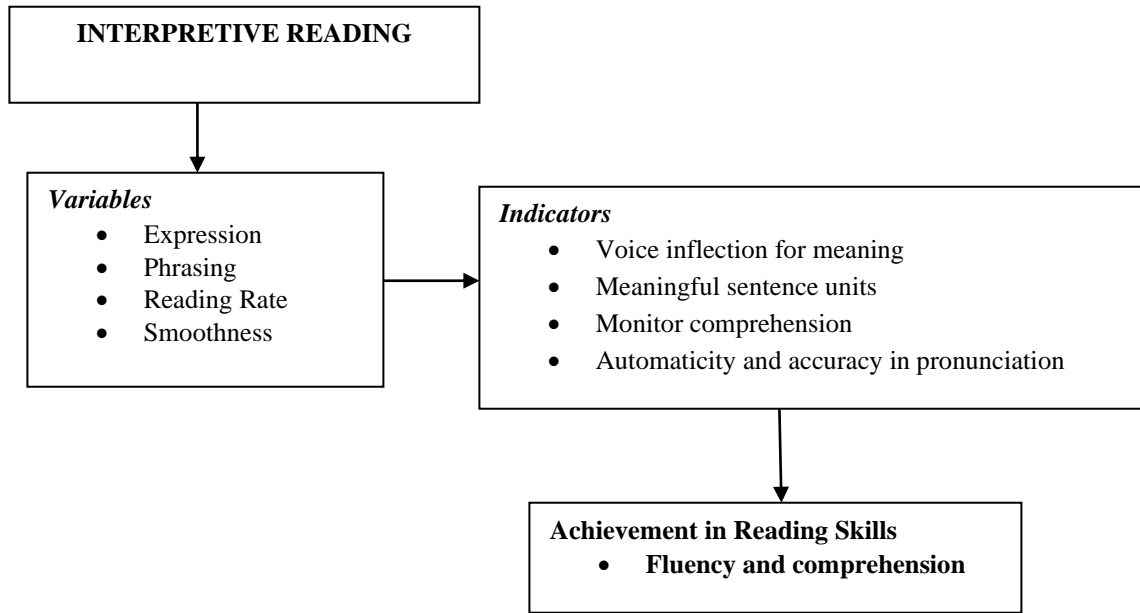 INTERPRETIVE READING
Variables
• Expression
• Phrasing
• Reading Rate
• Smoothness
Indicators
• Voice inflection for meaning
• Meaningful sentence units
• Monitor comprehension
• Automaticity and accuracy in pronunciation
Achievement in Reading Skills
• Fluency and comprehension